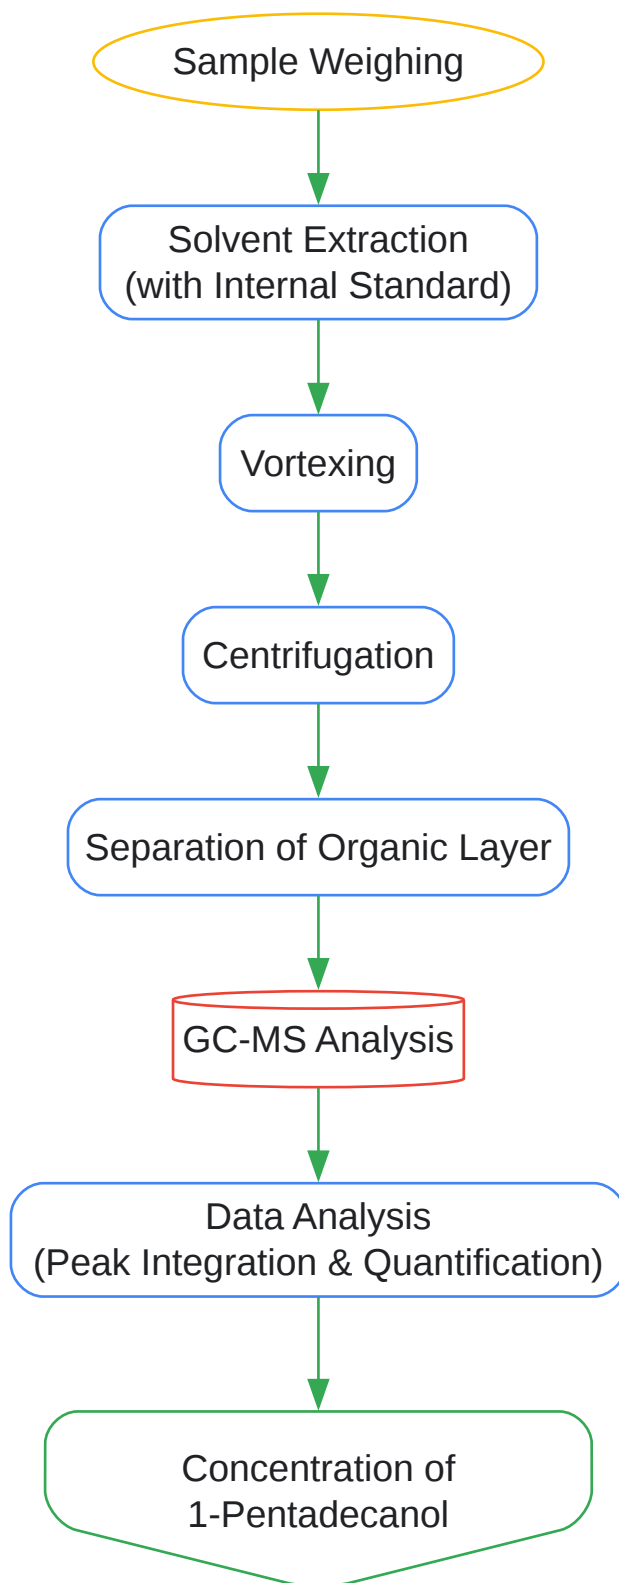 Sample Weighing
Solvent Extraction
(with Internal Standard)
Vortexing
Centrifugation
Separation of Organic Layer
GC-MS Analysis
Data Analysis
(Peak Integration & Quantification)
Concentration of
1-Pentadecanol